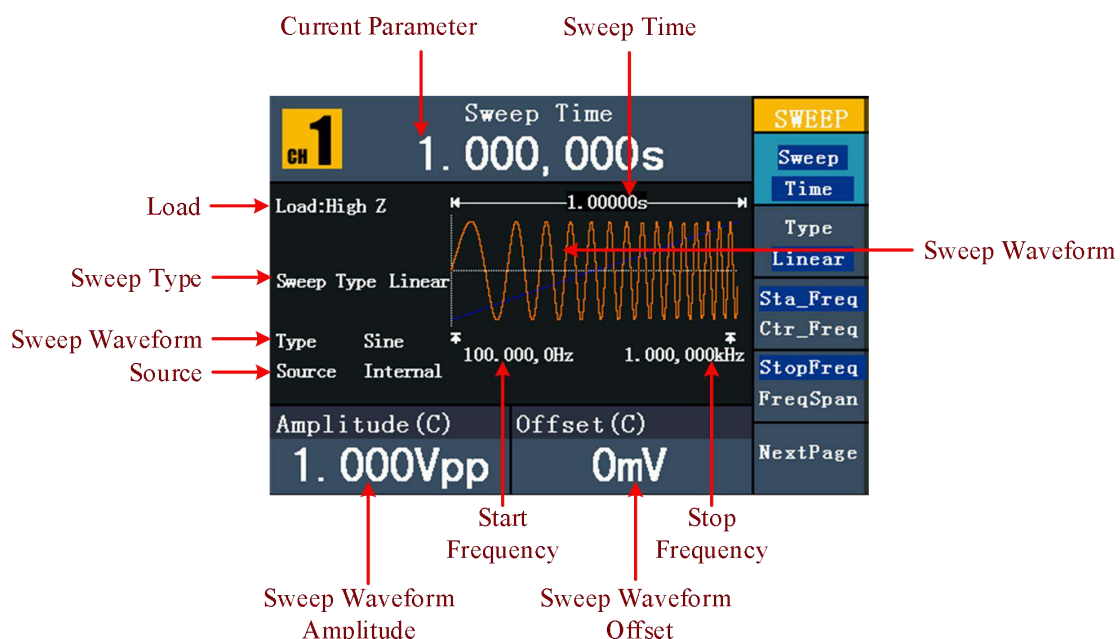 Current Parameter
Sweep Time
CH 1
Sweep Time
1.000,000s
SWEEP
Sweep
Time
Load
Load:High Z
1.00000s
Type
Linear
Sweep Waveform
Sweep Type
Sweep Type Linear
Sta_Freq
Ctr_Freq
Sweep Waveform
Type Sine
100.000,0Hz
1.000,000kHz
Source
Source Internal
StopFreq
FreqSpan
Amplitude(C)
Offset(C)
1.000Vpp
0mV
NextPage
Start
Frequency
Stop
Frequency
Sweep Waveform
Amplitude
Sweep Waveform
Offset